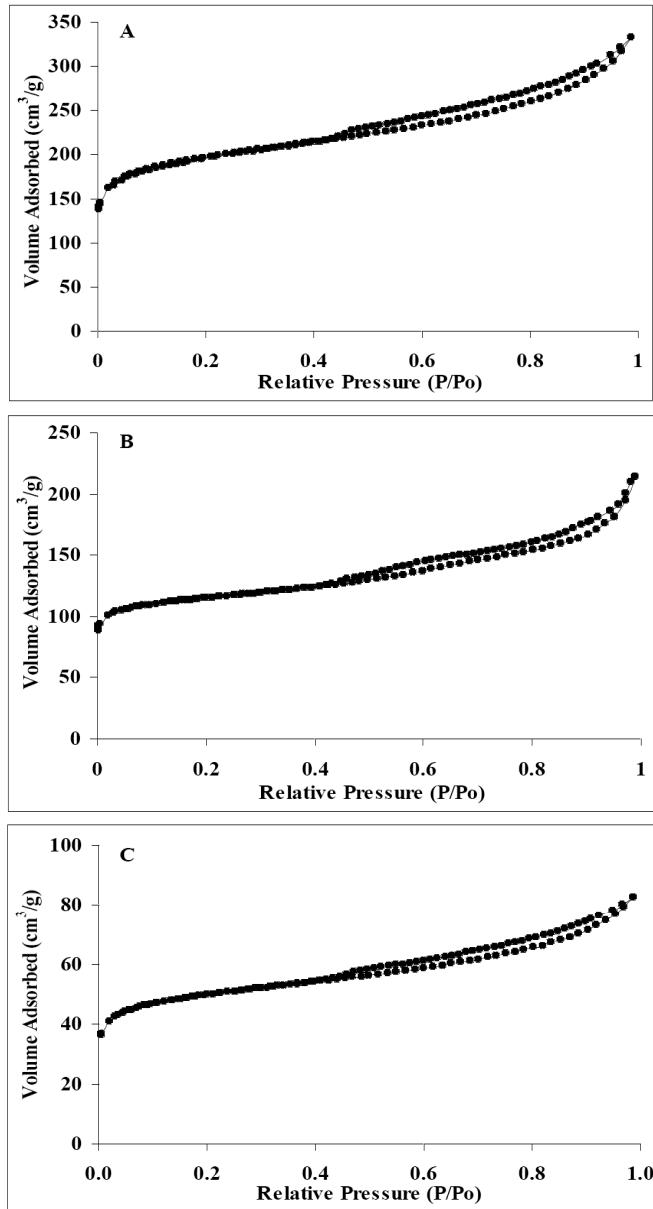 A
350
300
250
200
150
100
50
0
Volume Adsorbed (cm³/g)
0 0.2 0.4 0.6 0.8 1
Relative Pressure (P/Po)
B
250
200
150
100
50
0
Volume Adsorbed (cm³/g)
0 0.2 0.4 0.6 0.8 1
Relative Pressure (P/Po)
C
100
80
60
40
20
0
Volume Adsorbed (cm³/g)
0.0 0.2 0.4 0.6 0.8 1.0
Relative Pressure (P/Po)